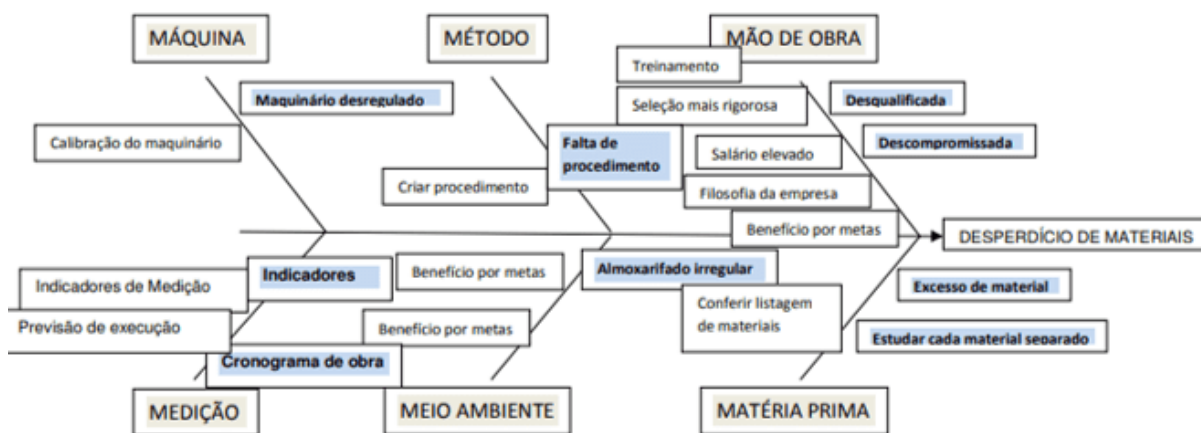 MÁQUINA
MÉTODO
MÃO DE OBRA
Treinamento
Maquinário desregulado
Seleção mais rigorosa
Desqualificada
Calibração do maquinário
Falta de
procedimento
Salário elevado
Descompromissada
Criar procedimento
Filosofia da empresa
Benefício por metas
DESPERDÍCIO DE MATERIAIS
Indicadores de Medição
Indicadores
Benefício por metas
Almoxarifado irregular
Excesso de material
Previsão de execução
Benefício por metas
Conferir listagem
de materiais
Estudar cada material separado
Cronograma de obra
MEDIÇÃO
MEIO AMBIENTE
MATÉRIA PRIMA